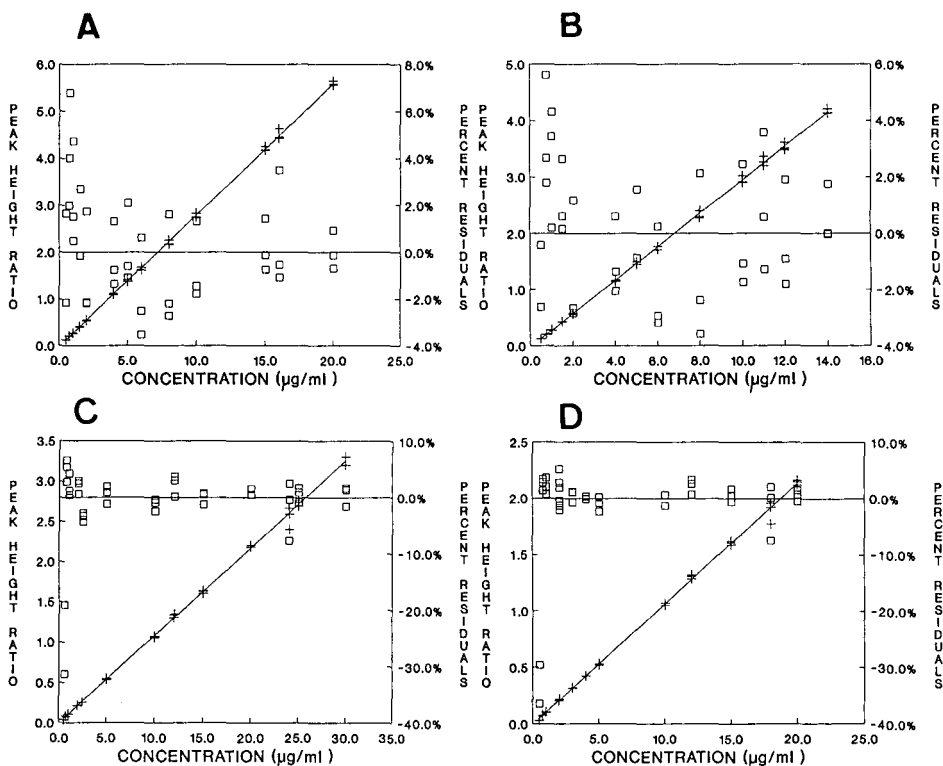 A
6.0
5.0
4.0
3.0
2.0
1.0
0.0
PEAK HEIGHT RATIO
8.0%
6.0%
4.0%
2.0%
0.0%
-2.0%
-4.0%
PERCENT RESIDUALS
0.0 5.0 10.0 15.0 20.0 25.0
CONCENTRATION (µg/ml)
B
5.0
4.0
3.0
2.0
1.0
0.0
PEAK HEIGHT RATIO
6.0%
4.0%
2.0%
0.0%
-2.0%
-4.0%
PERCENT RESIDUALS
0.0 2.0 4.0 6.0 8.0 10.0 12.0 14.0 16.0
CONCENTRATION (µg/ml)
C
3.5
3.0
2.5
2.0
1.5
1.0
0.5
0.0
PEAK HEIGHT RATIO
10.0%
0.0%
-10.0%
-20.0%
-30.0%
-40.0%
PERCENT RESIDUALS
0.0 5.0 10.0 15.0 20.0 25.0 30.0 35.0
CONCENTRATION (µg/ml)
D
2.5
2.0
1.5
1.0
0.5
0.0
PEAK HEIGHT RATIO
10.0%
0.0%
-10.0%
-20.0%
-30.0%
-40.0%
PERCENT RESIDUALS
0.0 5.0 10.0 15.0 20.0 25.0
CONCENTRATION (µg/ml)